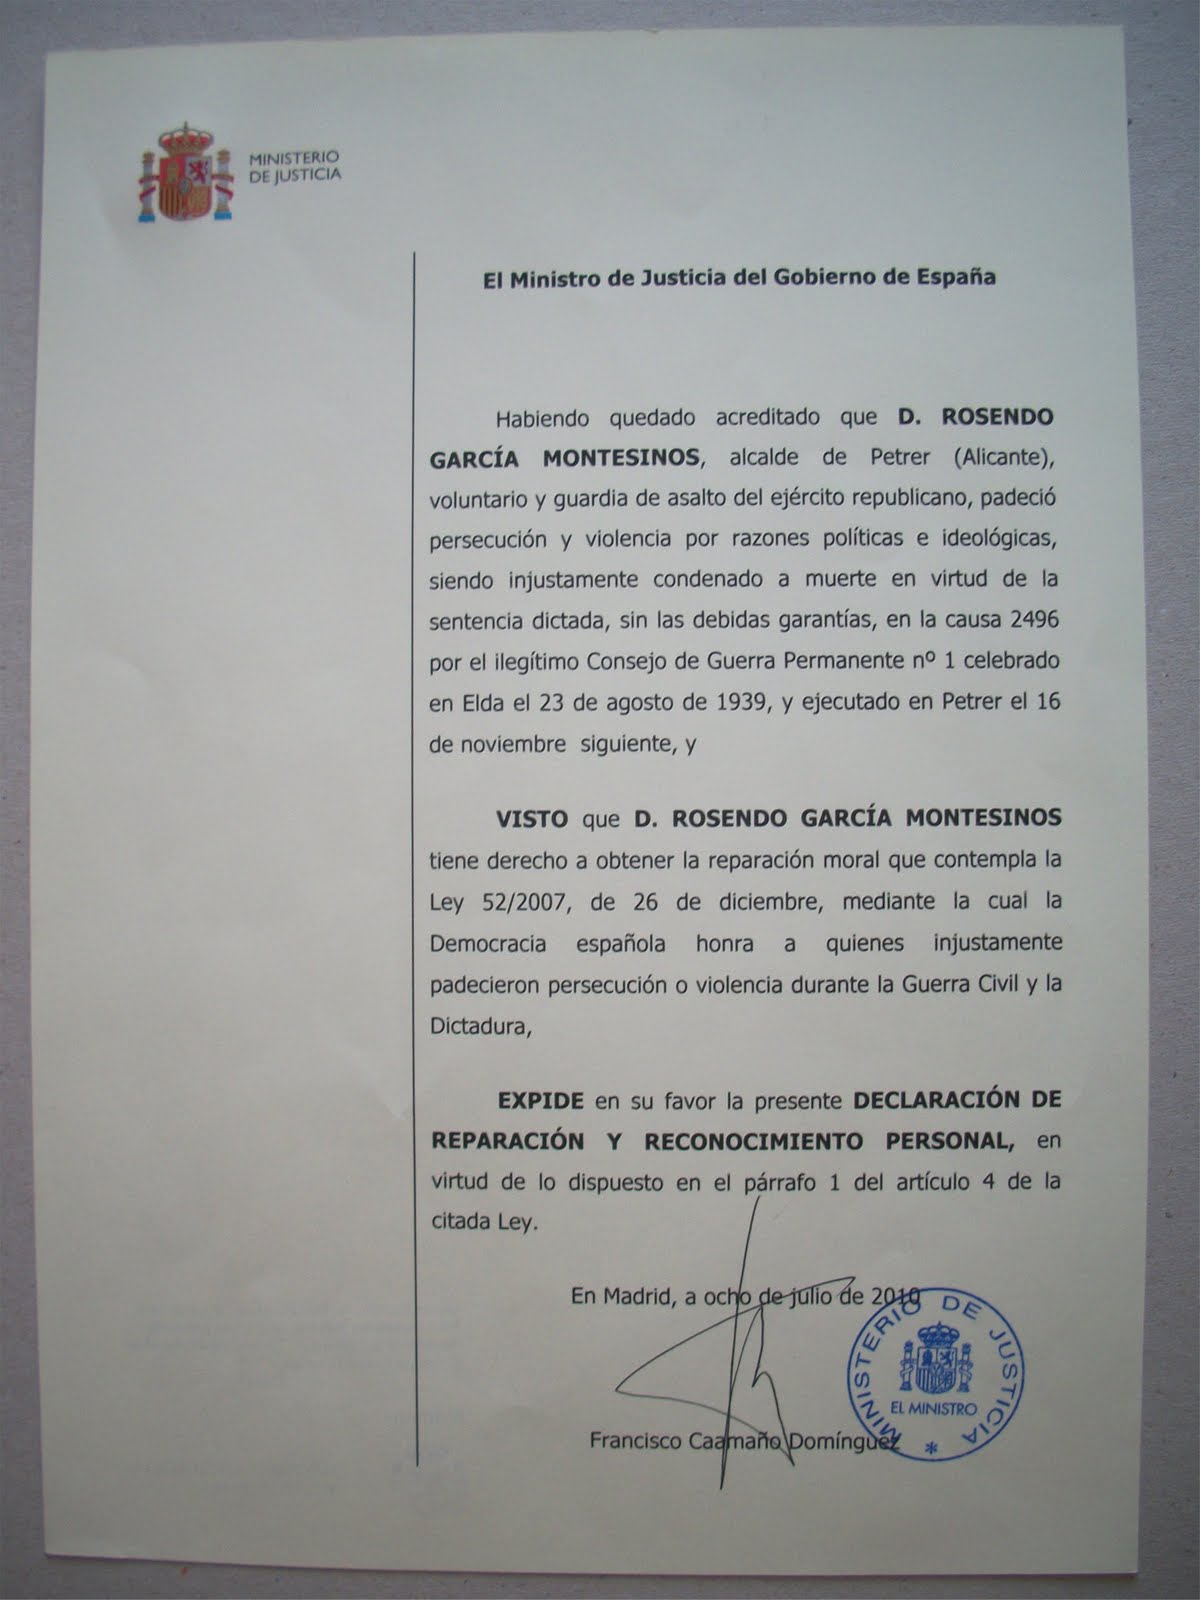 MINISTERIO
DE JUSTICIA
El Ministro de Justicia del Gobierno de España
Habiendo quedado acreditado que D. ROSENDO
GARCÍA MONTESINOS, alcalde de Petrer (Alicante),
voluntario y guardia de asalto del ejército republicano, padeció
persecución y violencia por razones políticas e ideológicas,
siendo injustamente condenado a muerte en virtud de la
sentencia dictada, sin las debidas garantías, en la causa 2496
por el ilegítimo Consejo de Guerra Permanente nº 1 celebrado
en Elda el 23 de agosto de 1939, y ejecutado en Petrer el 16
de noviembre siguiente, y
VISTO que D. ROSENDO GARCÍA MONTESINOS
tiene derecho a obtener la reparación moral que contempla la
Ley 52/2007, de 26 de diciembre, mediante la cual la
Democracia española honra a quienes injustamente
padecieron persecución o violencia durante la Guerra Civil y la
Dictadura,
EXPIDE en su favor la presente DECLARACIÓN DE
REPARACIÓN Y RECONOCIMIENTO PERSONAL, en
virtud de lo dispuesto en el párrafo 1 del artículo 4 de la
citada Ley.
En Madrid, a ocho de julio de 2010
MINISTERIO DE JUSTICIA
EL MINISTRO
*
Francisco Caamaño Domínguez